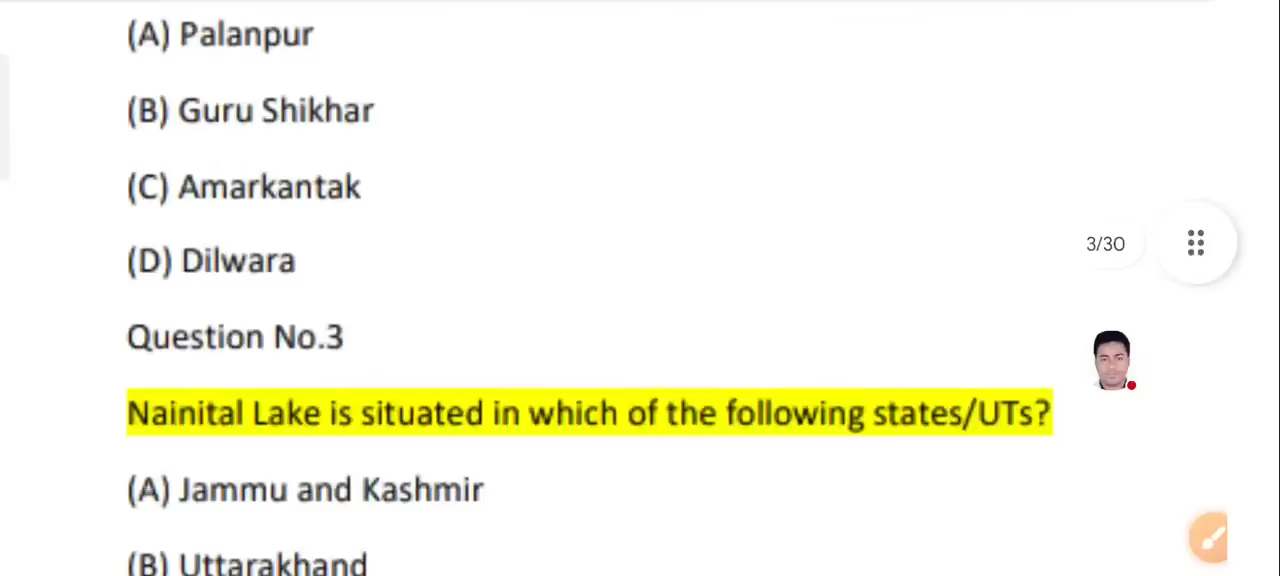 (A) Palanpur
(B) Guru Shikhar
(C) Amarkantak
(D) Dilwara
3/30
Question No.3
Nainital Lake is situated in which of the following states/UTs?
(A) Jammu and Kashmir
(B) Uttarakhand